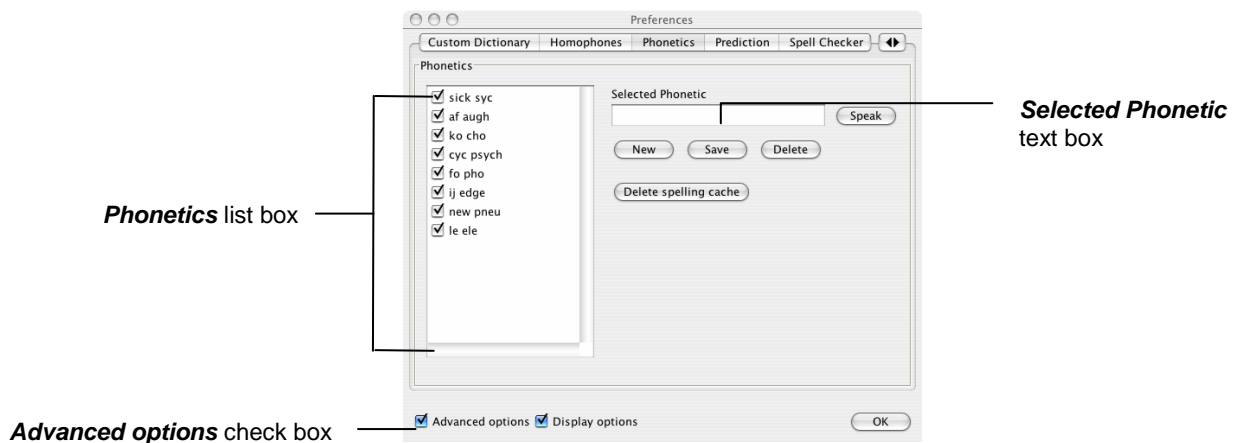 Preferences
Custom Dictionary Homophones Phonetics Prediction Spell Checker
Phonetics
sick syc
af augh
ko cho
cyc psych
fo pho
ij edge
new pneu
le ele
Selected Phonetic
Speak
New Save Delete
Delete spelling cache
Selected Phonetic
text box
Phonetics list box
Advanced options Display options
OK
Advanced options check box